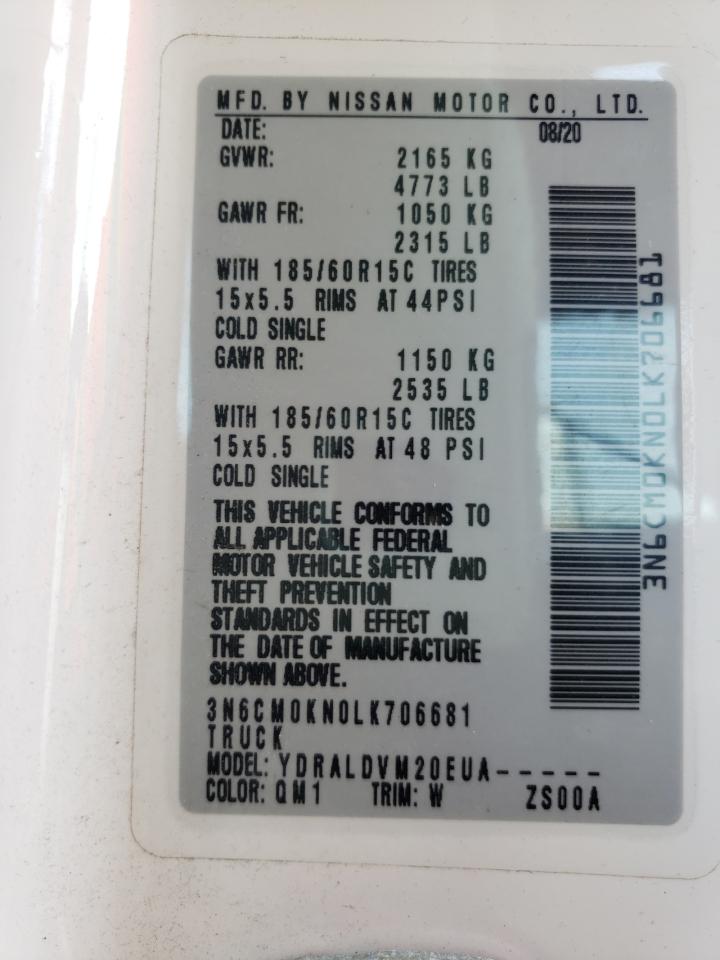 MFD. BY NISSAN MOTOR CO., LTD.
DATE: 08/20
GVWR: 2165 KG
4773 LB
GAWR FR: 1050 KG
2315 LB
WITH 185/60R15C TIRES
15x5.5 RIMS AT 44PSI
COLD SINGLE
GAWR RR: 1150 KG
2535 LB
WITH 185/60R15C TIRES
15x5.5 RIMS AT 48 PSI
COLD SINGLE
THIS VEHICLE CONFORMS TO
ALL APPLICABLE FEDERAL
MOTOR VEHICLE SAFETY AND
THEFT PREVENTION
STANDARDS IN EFFECT ON
THE DATE OF MANUFACTURE
SHOWN ABOVE.
3N6CM0KN0LK706681
TRUCK
MODEL: YDRALDVM20EUA-----
COLOR: QM1 TRIM: W ZS00A
3N6CM0KN0LK706681